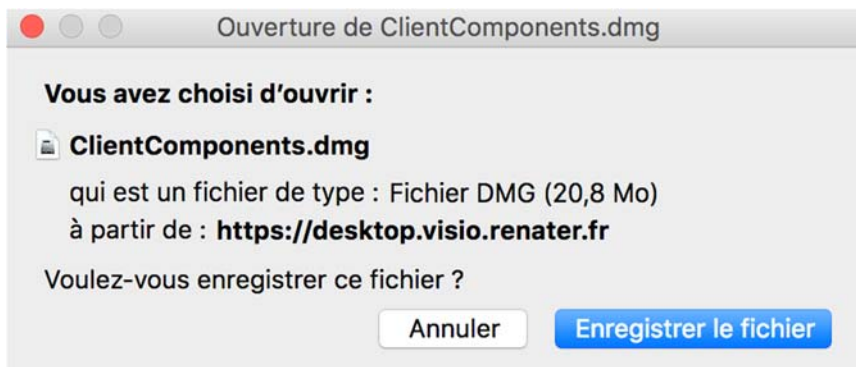 Ouverture de ClientComponents.dmg
Vous avez choisi d’ouvrir :
ClientComponents.dmg
qui est un fichier de type : Fichier DMG (20,8 Mo)
à partir de : https://desktop.visio.renater.fr
Voulez-vous enregistrer ce fichier ?
Annuler Enregistrer le fichier